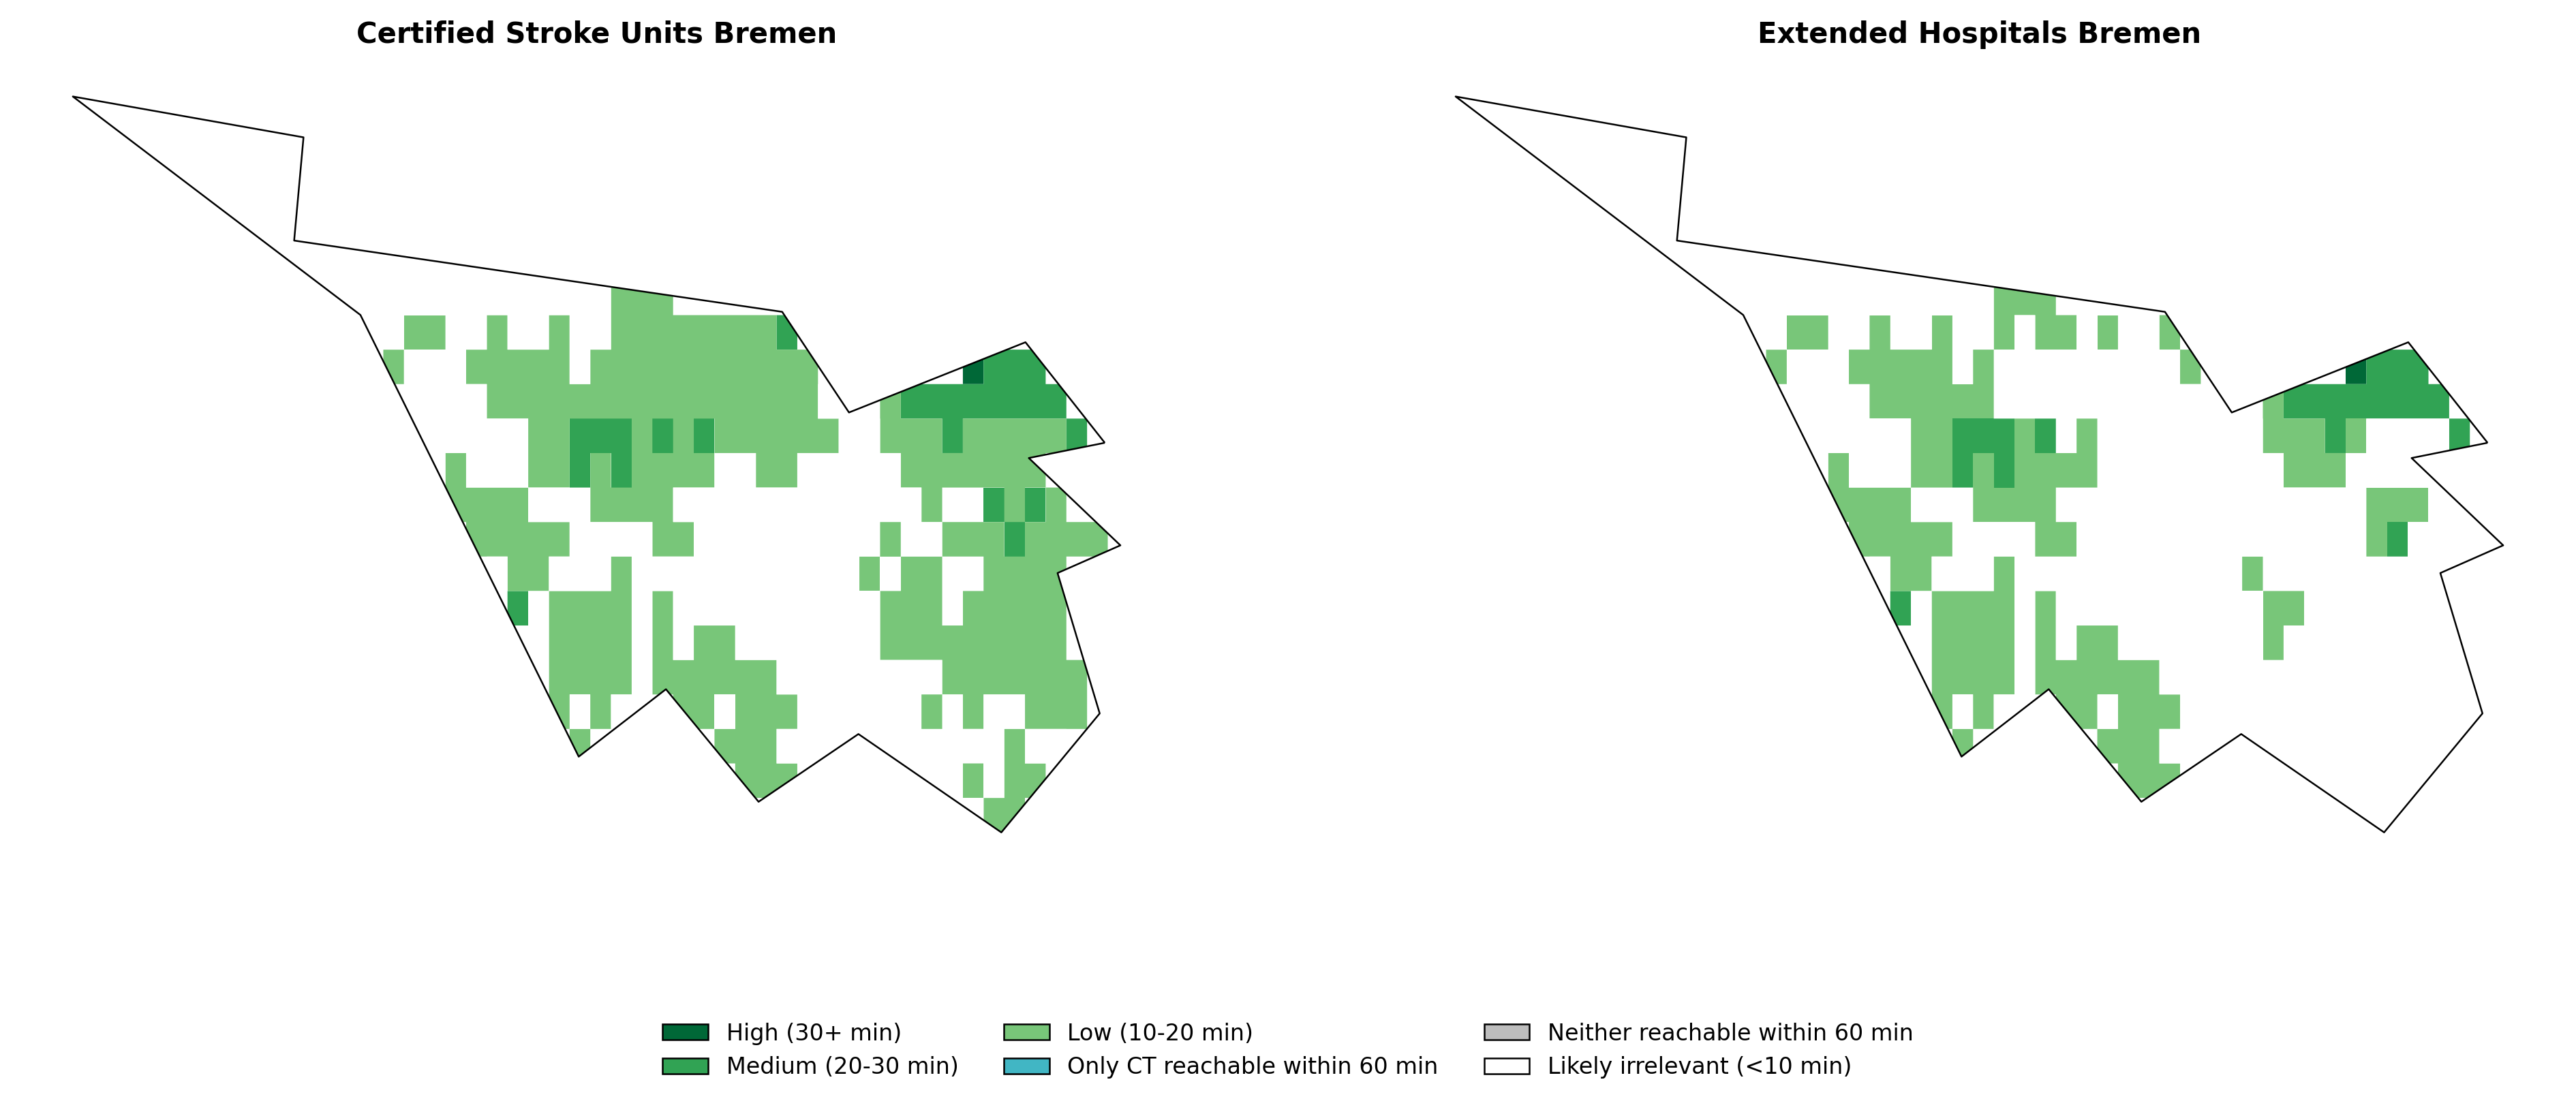 Certified Stroke Units Bremen
Extended Hospitals Bremen
High (30+ min)
Medium (20-30 min)
Low (10-20 min)
Only CT reachable within 60 min
Neither reachable within 60 min
Likely irrelevant (<10 min)